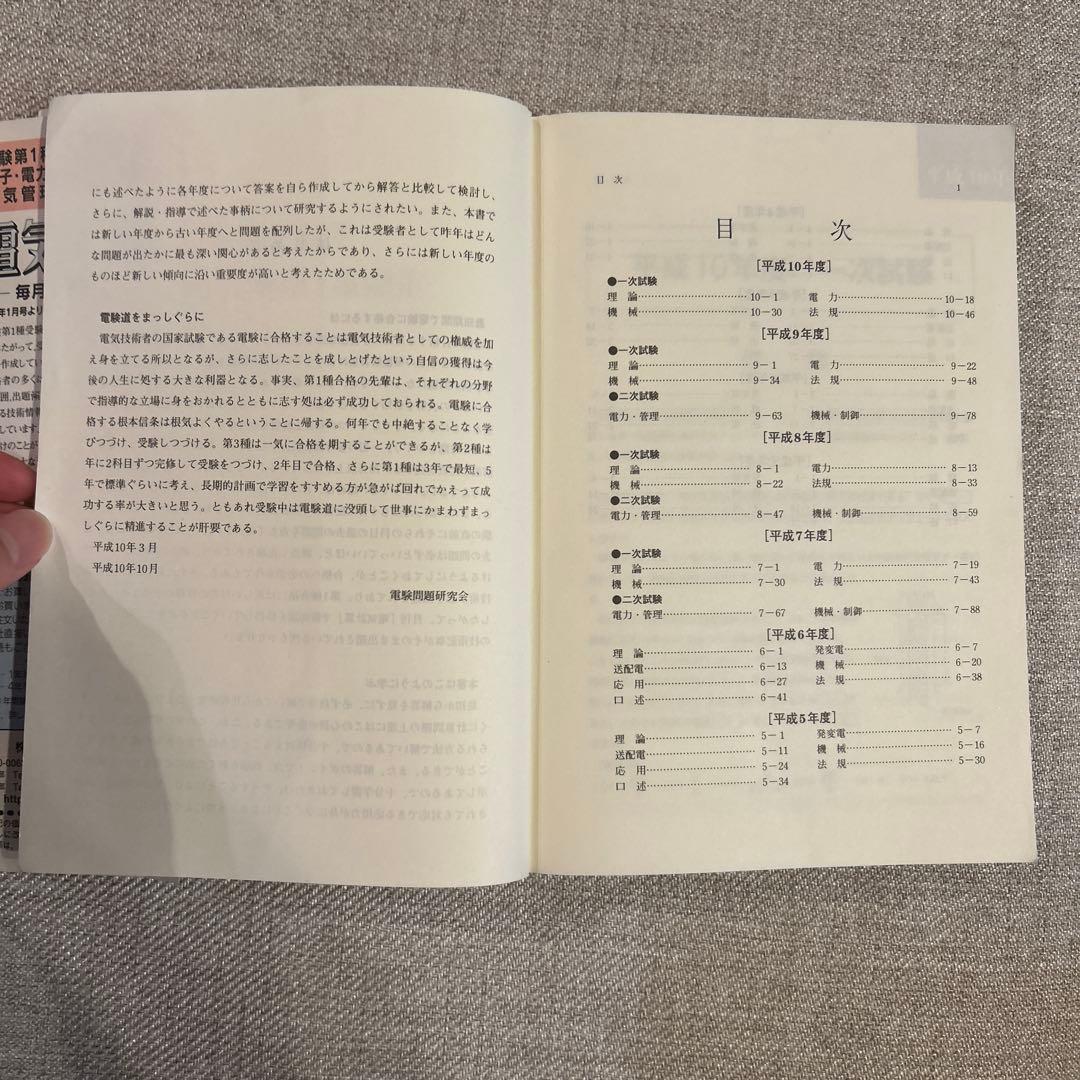 にも述べたように各年度について答案を自ら作成してから解答と比較して検討し、
さらに、解説・指導で述べた事柄について研究するようにされたい。また、本書で
は新しい年度から古い年度へと問題を配列したが、これは受験者として昨年はどん
な問題が出たかに最も深い関心があると考えたからであり、さらには新しい年度の
ものほど新しい傾向に沿い重要度が高いと考えたためである。
電験道をまっしぐらに
電気技術者の国家試験である電験に合格することは電気技術者としての権威を加
え身を立てる所以となるが、さらに志したことを成しとげたという自信の獲得は今
後の人生に処する大きな利器となる。事実、第1種合格の先輩は、それぞれの分野
で指導的な立場に身をおかれるとともに志す処は必ず成功しておられる。電験に合
格する根本信条は根気よくやるということに帰する。何年でも中絶することなく学
びつづけ、受験しつづける。第3種は一気に合格を期することができるが、第2種は
年に2科目ずつ完修して受験をつづけ、2年目で合格、さらに第1種は3年で最短、5
年で標準ぐらいに考え、長期的計画で学習をすすめる方が急がば回れでかえって成
功する率が大きいと思う。ともあれ受験中は電験道に没頭して世事にかまわずまっ
しぐらに精進することが肝要である。
平成10年3月
平成10年10月
電験問題研究会
目 次
1
目 次
[平成10年度]
●一次試験
理 論 10－1 電 力 10－18
機 械 10－30 法 規 10－46
[平成9年度]
●一次試験
理 論 9－1 電 力 9－22
機 械 9－34 法 規 9－48
●二次試験
電力・管理 9－63 機械・制御 9－78
[平成8年度]
●一次試験
理 論 8－1 電力 8－13
機 械 8－22 法規 8－33
●二次試験
電力・管理 8－47 機械・制御 8－59
[平成7年度]
●一次試験
理 論 7－1 電 力 7－19
機 械 7－30 法 規 7－43
●二次試験
電力・管理 7－67 機械・制御 7－88
[平成6年度]
理 論 6－1 発変電 6－7
送配電 6－13 機 械 6－20
応 用 6－27 法 規 6－38
口 述 6－41
[平成5年度]
理 論 5－1 発変電 5－7
送配電 5－11 機 械 5－16
応 用 5－24 法 規 5－30
口 述 5－34
験第1種
子・電力
気管理
電気
毎月
年1月号より